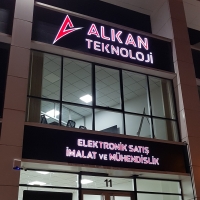 ALKAN
TEKNOLOJİ
ELEKTRONİK SATIŞ
İMALAT VE MÜHENDİSLİK
11